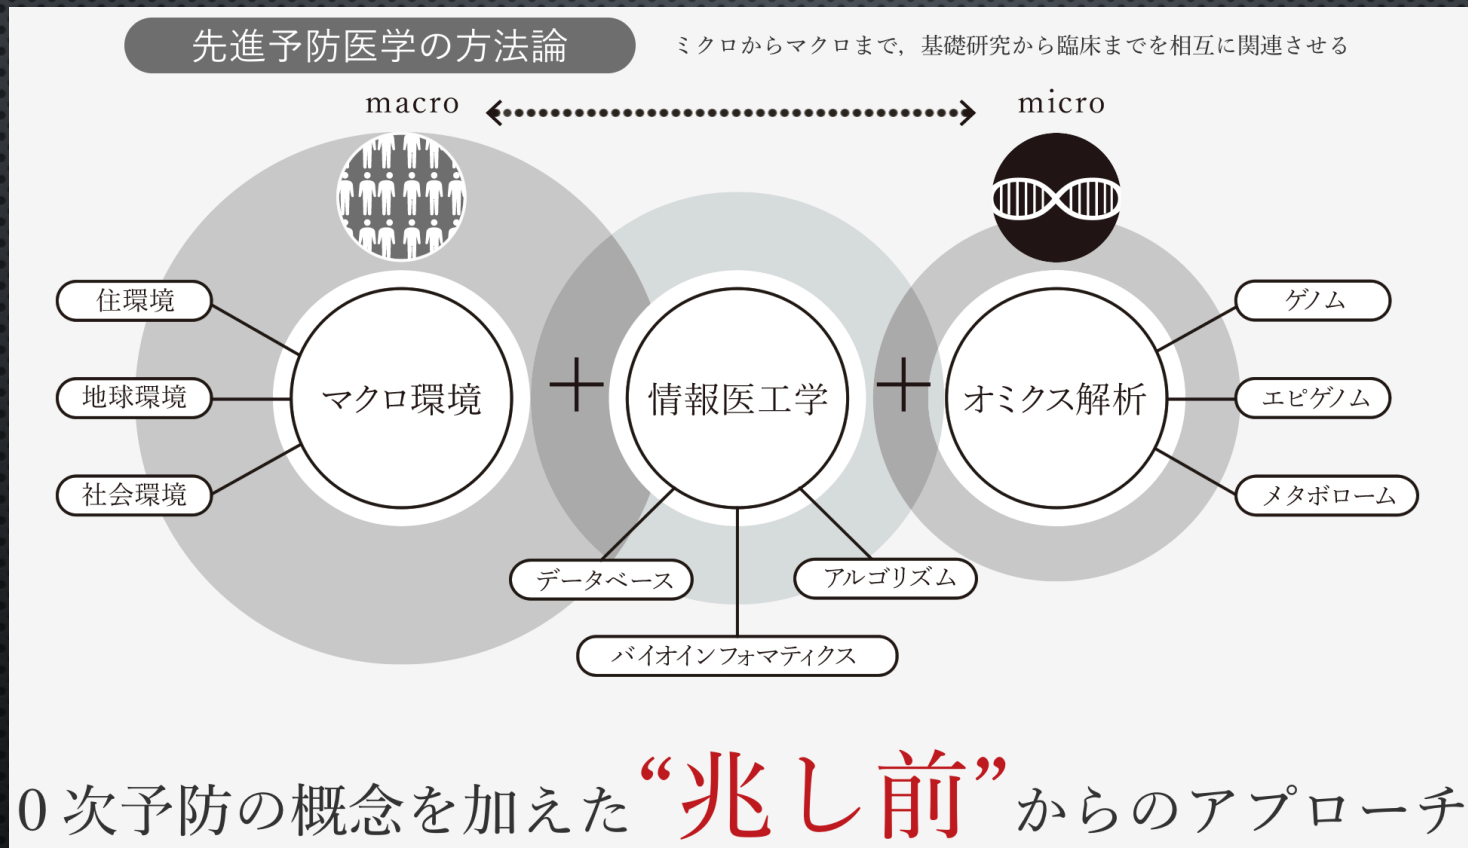 先進予防医学の方法論
ミクロからマクロまで，基礎研究から臨床までを相互に関連させる
macro
micro
住環境
地球環境
社会環境
マクロ環境
+
情報医工学
+
オミクス解析
ゲノム
エピゲノム
メタボローム
データベース
アルゴリズム
バイオインフォマティクス
0次予防の概念を加えた“兆し前”からのアプローチ